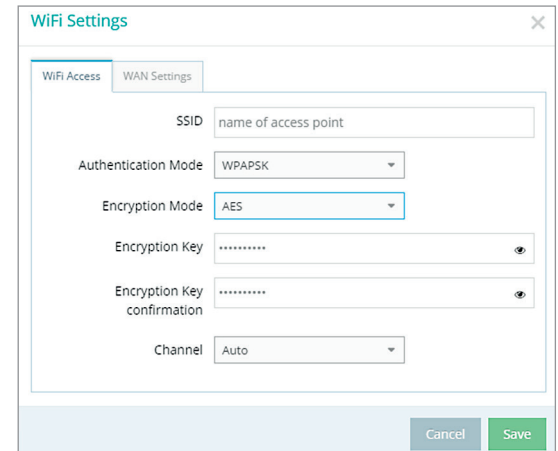 WiFi Settings
WiFi Access WAN Settings
SSID name of access point
Authentication Mode WPAPSK
Encryption Mode AES
Encryption Key ••••••••••
Encryption Key
confirmation ••••••••••
Channel Auto
Cancel Save